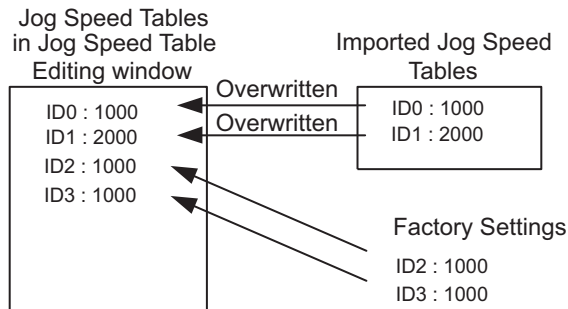 Jog Speed Tables
in Jog Speed Table
Editing window
ID0 : 1000
ID1 : 2000
ID2 : 1000
ID3 : 1000
Overwritten
Overwritten
Imported Jog Speed
Tables
ID0 : 1000
ID1 : 2000
Factory Settings
ID2 : 1000
ID3 : 1000